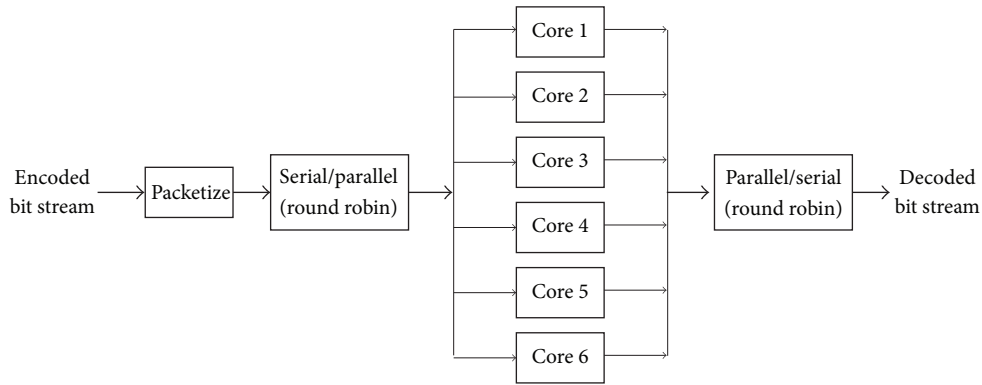 Encoded
bit stream
Packetize
Serial/parallel
(round robin)
Core 1
Core 2
Core 3
Core 4
Core 5
Core 6
Parallel/serial
(round robin)
Decoded
bit stream